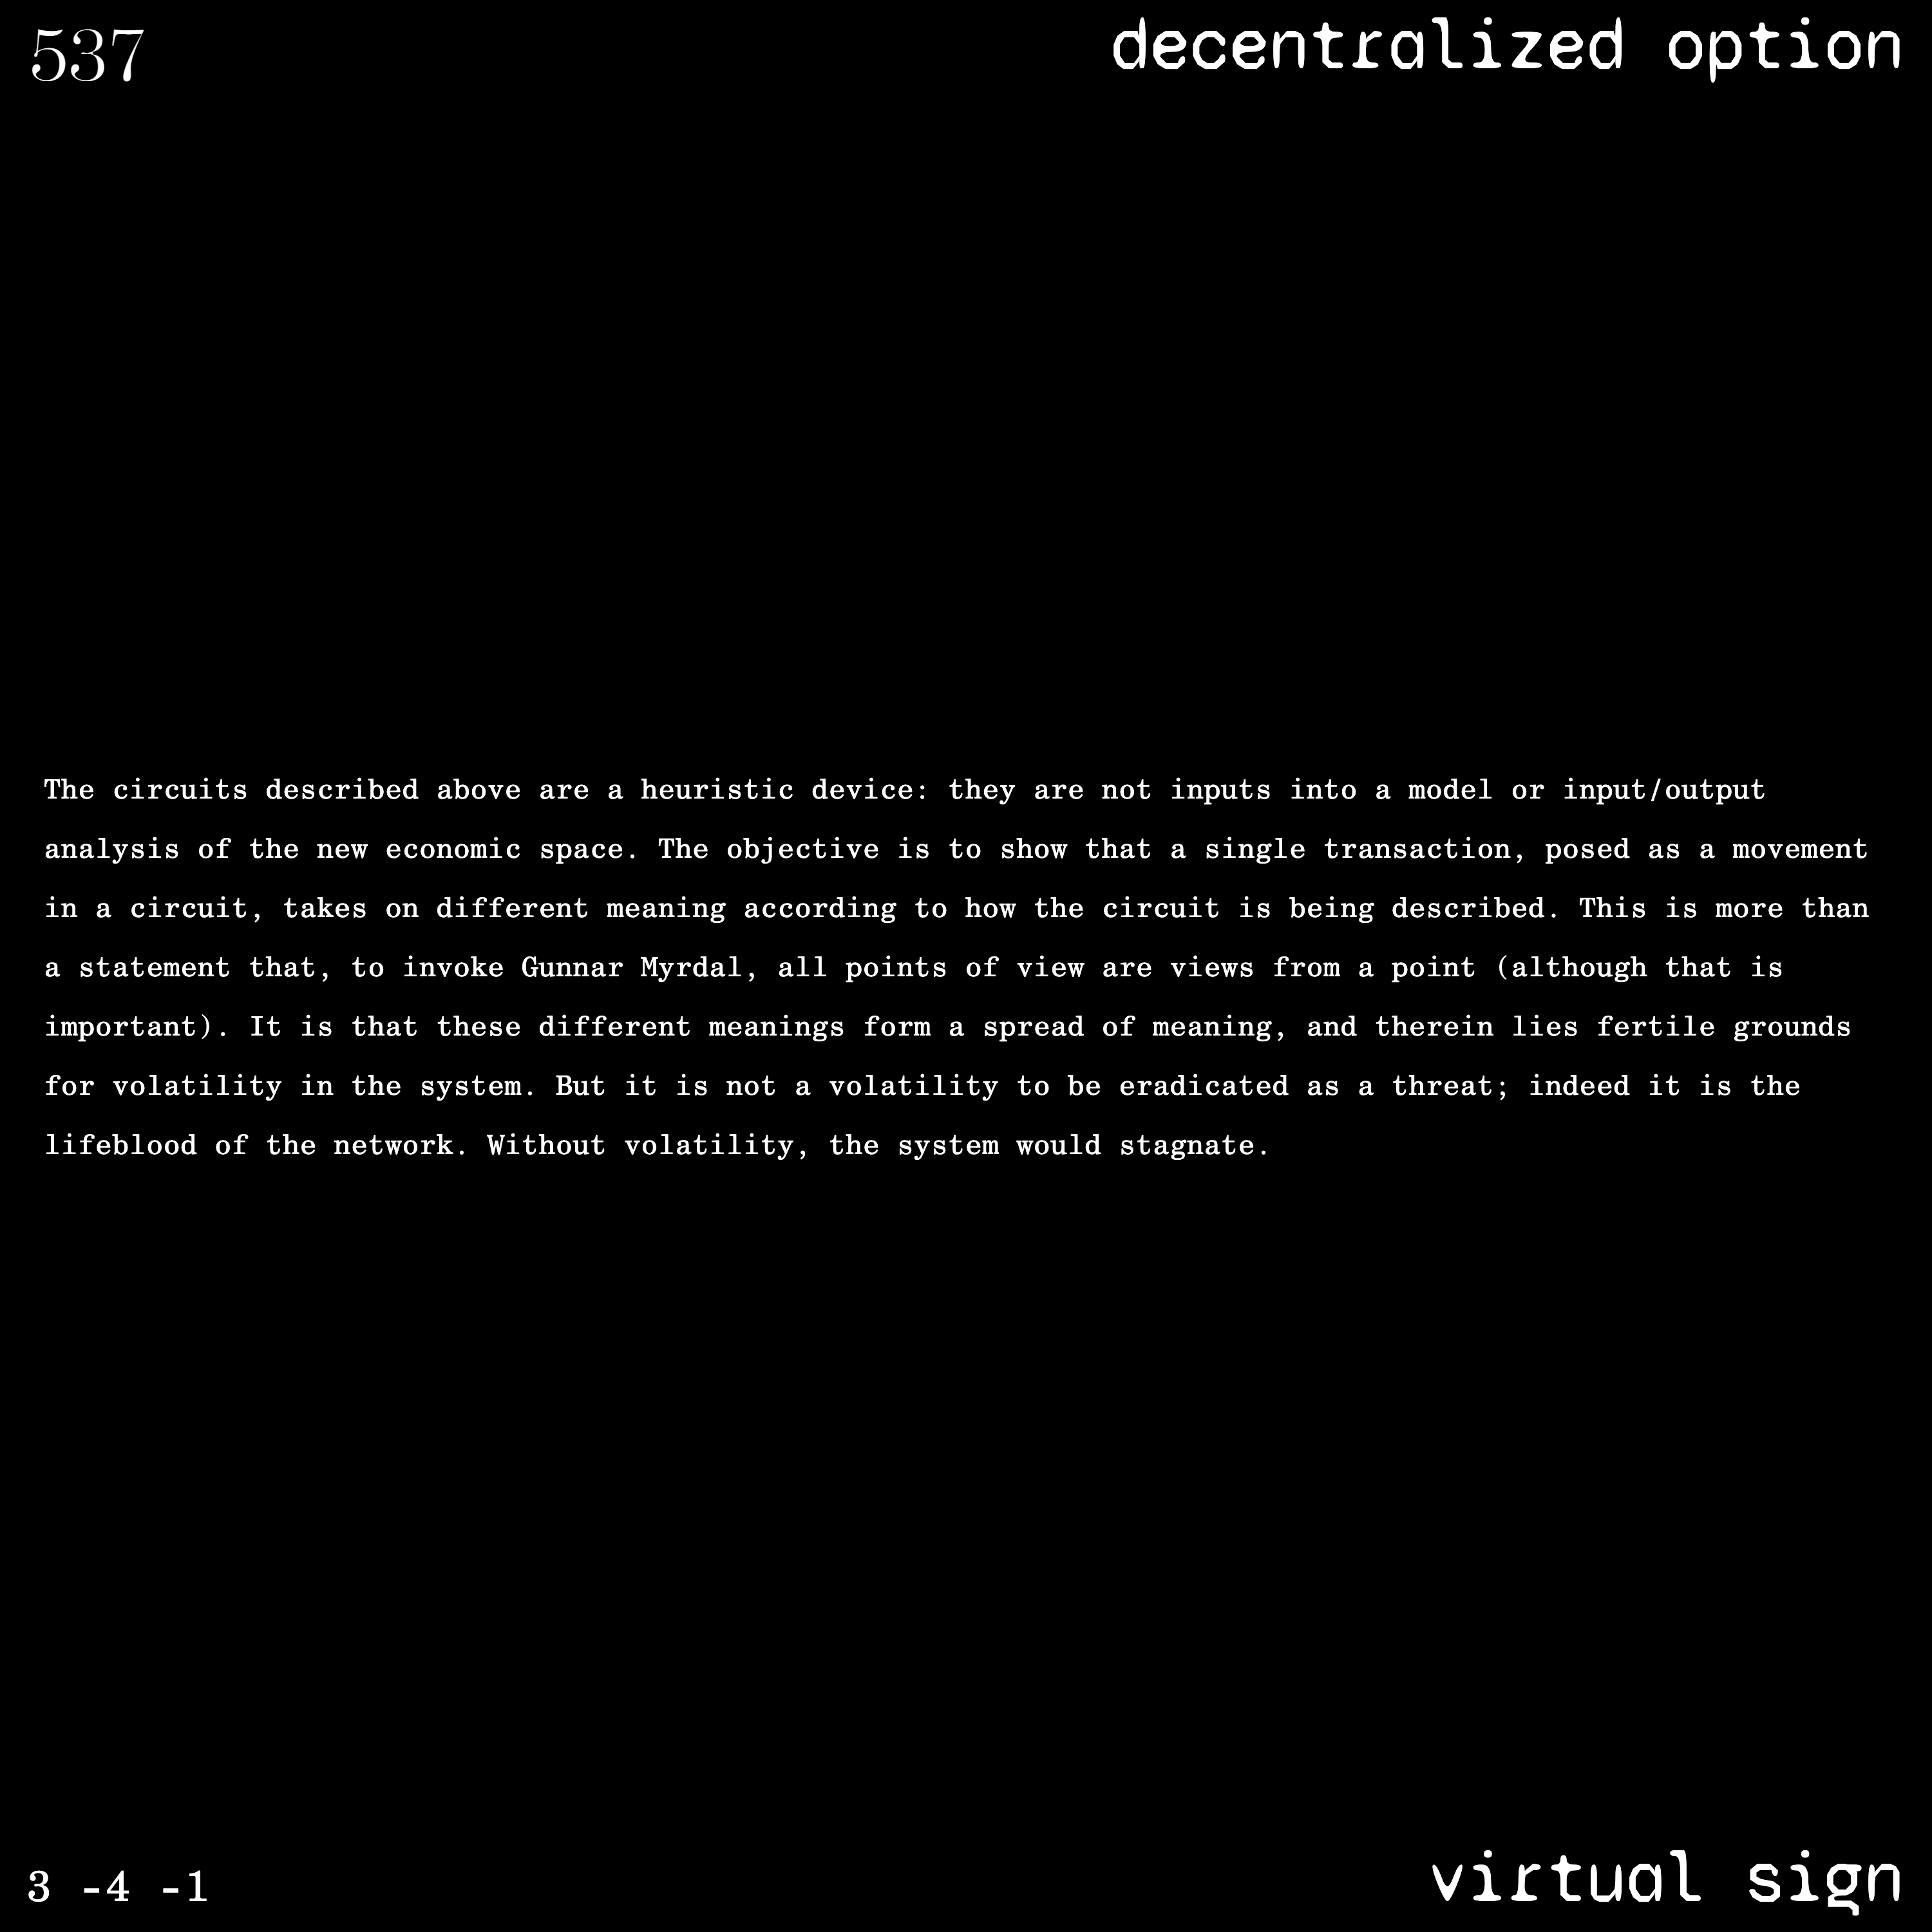 537
decentralized option
The circuits described above are a heuristic device: they are not inputs into a model or input/output
analysis of the new economic space. The objective is to show that a single transaction, posed as a movement
in a circuit, takes on different meaning according to how the circuit is being described. This is more than
a statement that, to invoke Gunnar Myrdal, all points of view are views from a point (although that is
important). It is that these different meanings form a spread of meaning, and therein lies fertile grounds
for volatility in the system. But it is not a volatility to be eradicated as a threat; indeed it is the
lifeblood of the network. Without volatility, the system would stagnate.
3 -4 -1
virtual sign